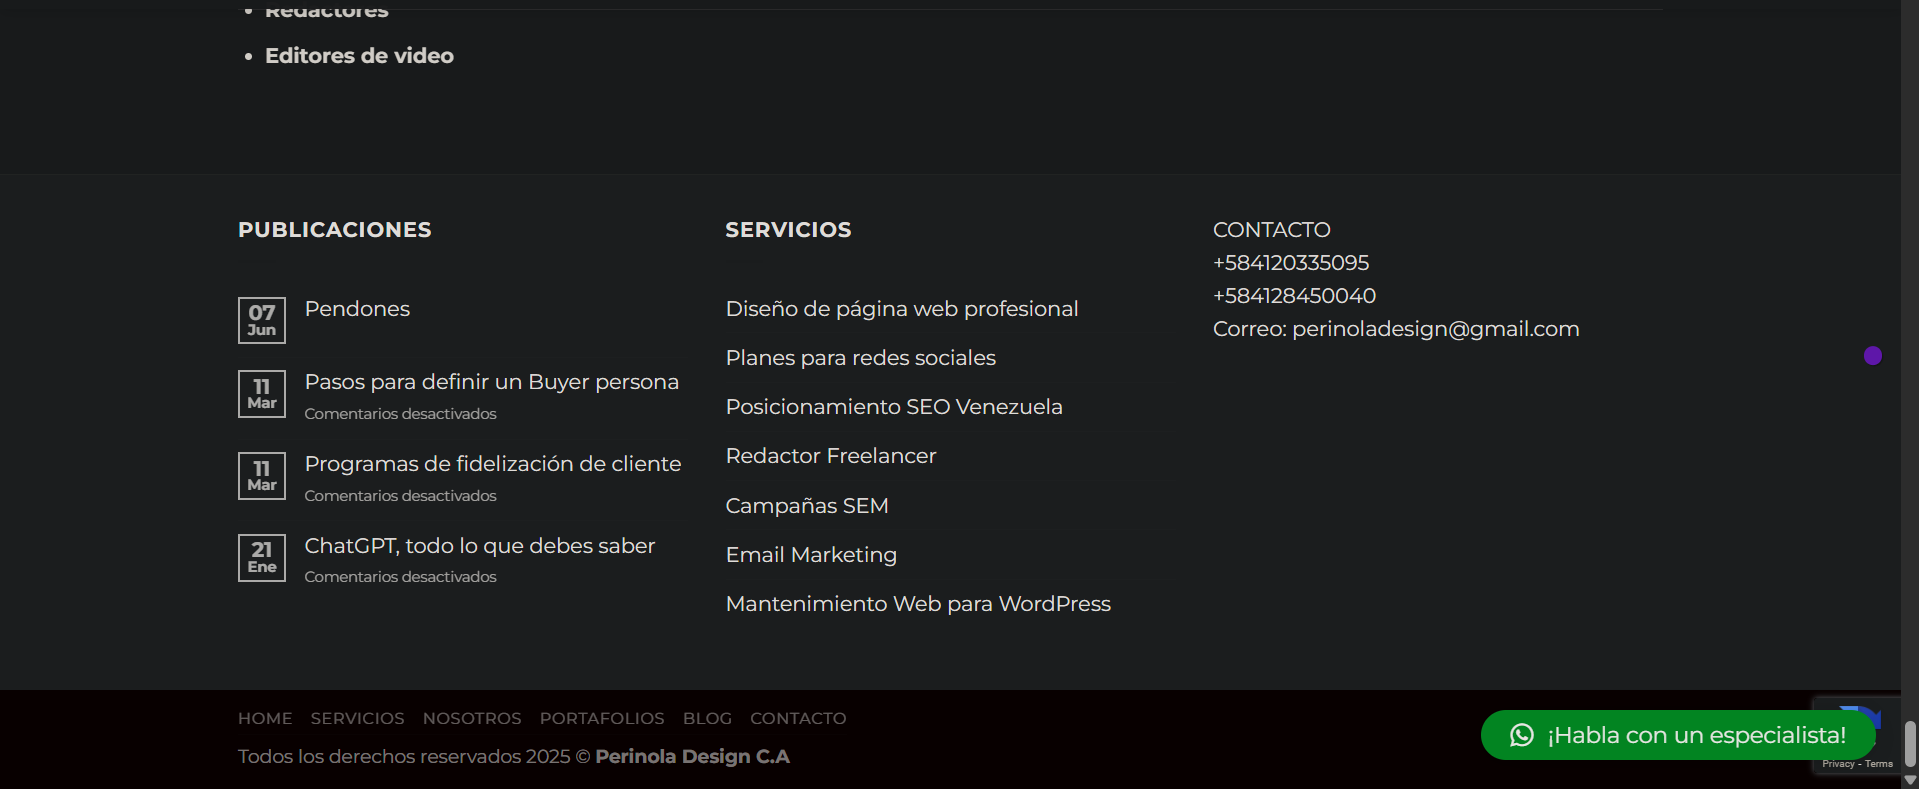 Redactores
Editores de video
PUBLICACIONES
07
Jun
Pendones
11
Mar
Pasos para definir un Buyer persona
Comentarios desactivados
11
Mar
Programas de fidelización de cliente
Comentarios desactivados
21
Ene
ChatGPT, todo lo que debes saber
Comentarios desactivados
SERVICIOS
Diseño de página web profesional
Planes para redes sociales
Posicionamiento SEO Venezuela
Redactor Freelancer
Campañas SEM
Email Marketing
Mantenimiento Web para WordPress
CONTACTO
+584120335095
+584128450040
Correo: perinoladesign@gmail.com
HOME SERVICIOS NOSOTROS PORTAFOLIOS BLOG CONTACTO
Todos los derechos reservados 2025 © Perinola Design C.A
¡Habla con un especialista!
Privacy - Terms